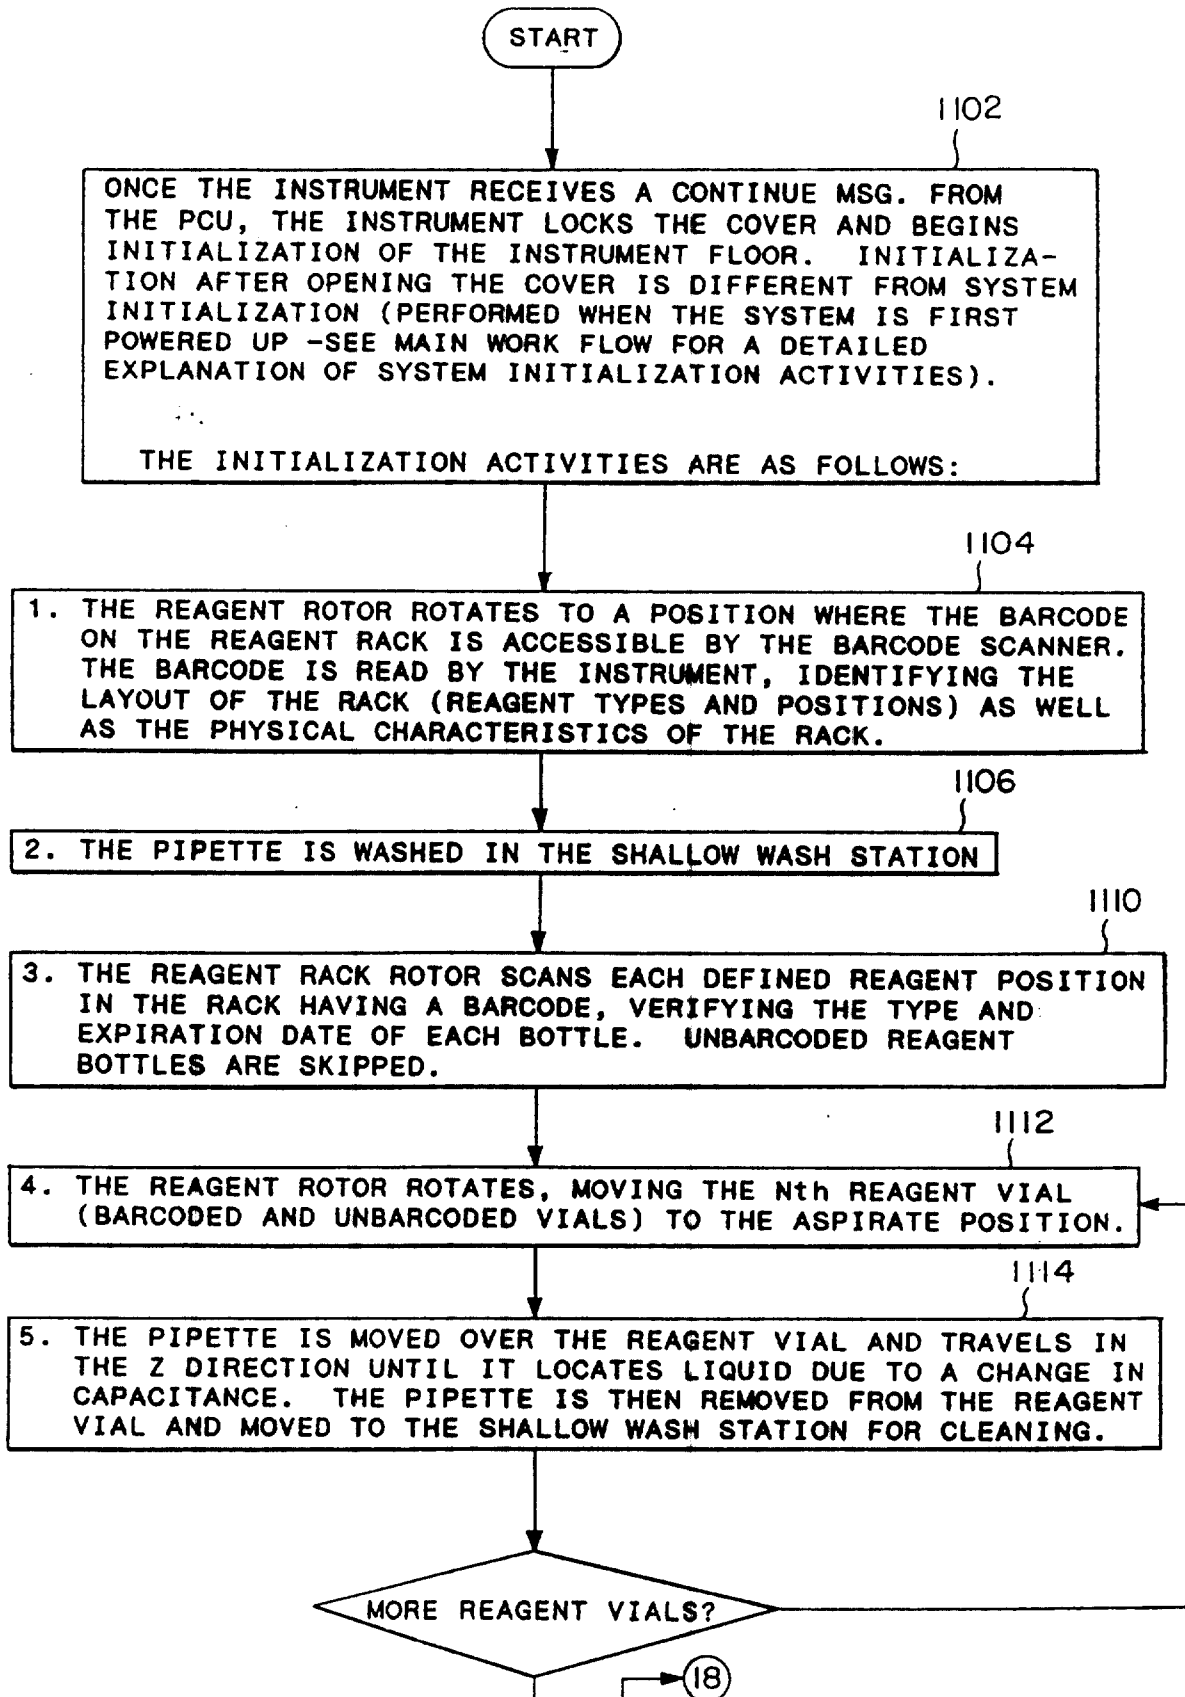 START
1102
ONCE THE INSTRUMENT RECEIVES A CONTINUE MSG. FROM
THE PCU, THE INSTRUMENT LOCKS THE COVER AND BEGINS
INITIALIZATION OF THE INSTRUMENT FLOOR. INITIALIZA-
TION AFTER OPENING THE COVER IS DIFFERENT FROM SYSTEM
INITIALIZATION (PERFORMED WHEN THE SYSTEM IS FIRST
POWERED UP -SEE MAIN WORK FLOW FOR A DETAILED
EXPLANATION OF SYSTEM INITIALIZATION ACTIVITIES).
THE INITIALIZATION ACTIVITIES ARE AS FOLLOWS:
1104
1. THE REAGENT ROTOR ROTATES TO A POSITION WHERE THE BARCODE
ON THE REAGENT RACK IS ACCESSIBLE BY THE BARCODE SCANNER.
THE BARCODE IS READ BY THE INSTRUMENT, IDENTIFYING THE
LAYOUT OF THE RACK (REAGENT TYPES AND POSITIONS) AS WELL
AS THE PHYSICAL CHARACTERISTICS OF THE RACK.
1106
2. THE PIPETTE IS WASHED IN THE SHALLOW WASH STATION
1110
3. THE REAGENT RACK ROTOR SCANS EACH DEFINED REAGENT POSITION
IN THE RACK HAVING A BARCODE, VERIFYING THE TYPE AND
EXPIRATION DATE OF EACH BOTTLE. UNBARCODED REAGENT
BOTTLES ARE SKIPPED.
1112
4. THE REAGENT ROTOR ROTATES, MOVING THE Nth REAGENT VIAL
(BARCODED AND UNBARCODED VIALS) TO THE ASPIRATE POSITION.
1114
5. THE PIPETTE IS MOVED OVER THE REAGENT VIAL AND TRAVELS IN
THE Z DIRECTION UNTIL IT LOCATES LIQUID DUE TO A CHANGE IN
CAPACITANCE. THE PIPETTE IS THEN REMOVED FROM THE REAGENT
VIAL AND MOVED TO THE SHALLOW WASH STATION FOR CLEANING.
MORE REAGENT VIALS?
18